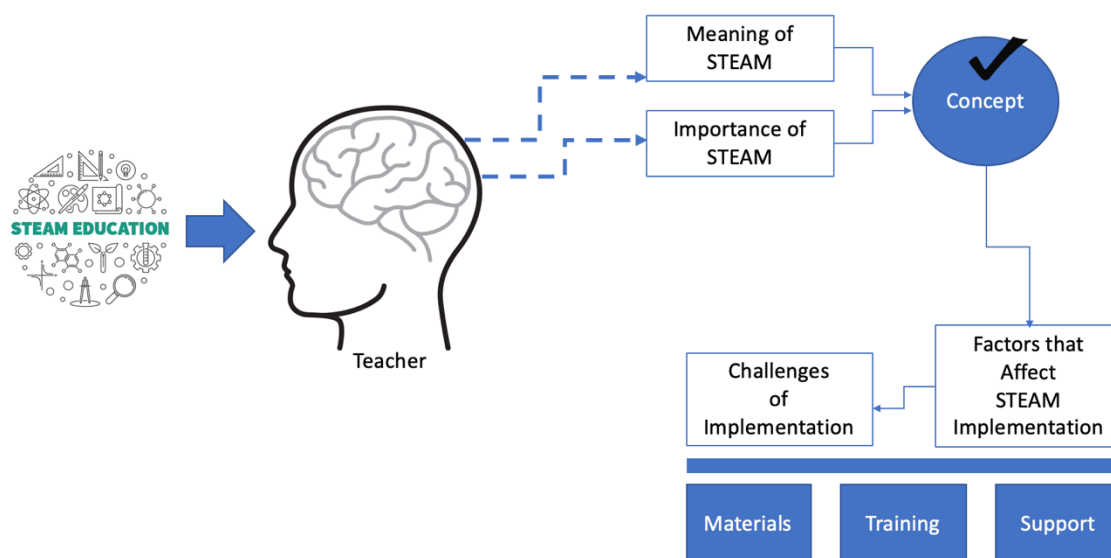 STEAM EDUCATION
Teacher
Meaning of
STEAM
Importance of
STEAM
Concept
Factors that
Affect
STEAM
Implementation
Challenges
of
Implementation
Materials
Training
Support